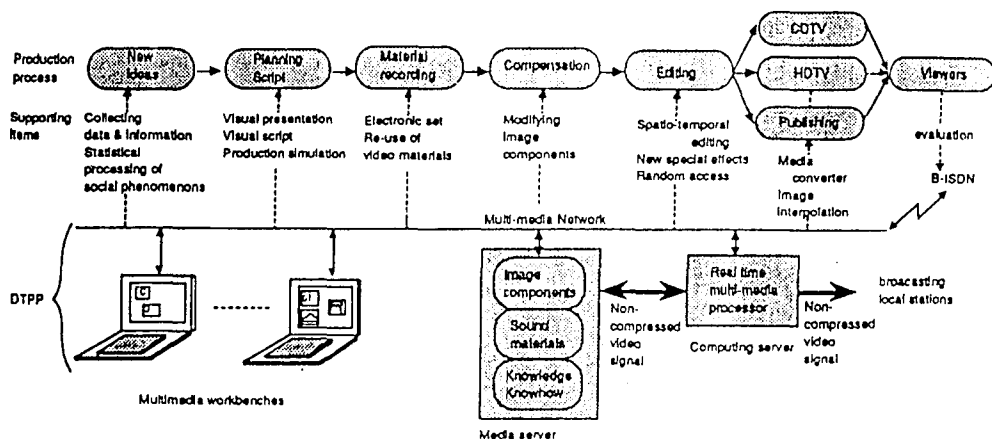 Production process
New Ideas
Planning Script
Material recording
Compensation
Editing
CDTV
HDTV
Publishing
Viewers
Supporting items
Collecting
data & information
Statistical
processing of
social phenomenons
Visual presentation
Visual script
Production simulation
Electronic set
Re-use of
video materials
Modifying
image
components
Spatio-temporal
editing
New special effects
Random access
Media
converter
Image
Interpolation
evaluation
B-ISDN
Multi-media Network
DTPP
Multimedia workbenches
Image
components
Sound
materials
Knowledge
Knowhow
Media server
Non-
compressed
video
signal
Real time
multi-media
processor
Computing server
Non-
compressed
video
signal
broadcasting
local stations